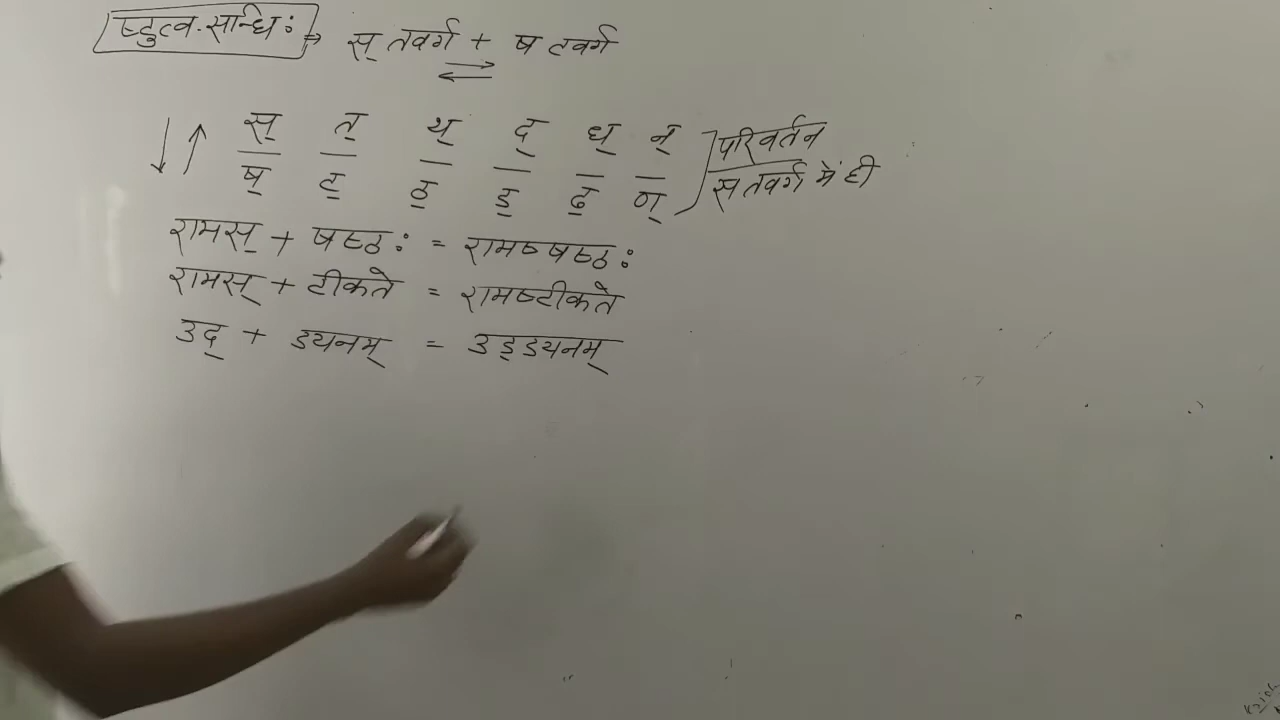 ष्टुत्व-सन्धिः ⇒ स् तवर्ग + ष टवर्ग
स् त् थ् द् ध् न् परिवर्तन
ष् ट् ठ् ड् ढ् ण् स तवर्ग में ही
रामस् + षष्ठः = रामष्षष्ठः
रामस् + टीकते = रामष्टीकते
उद् + डयनम् = उड्डयनम्